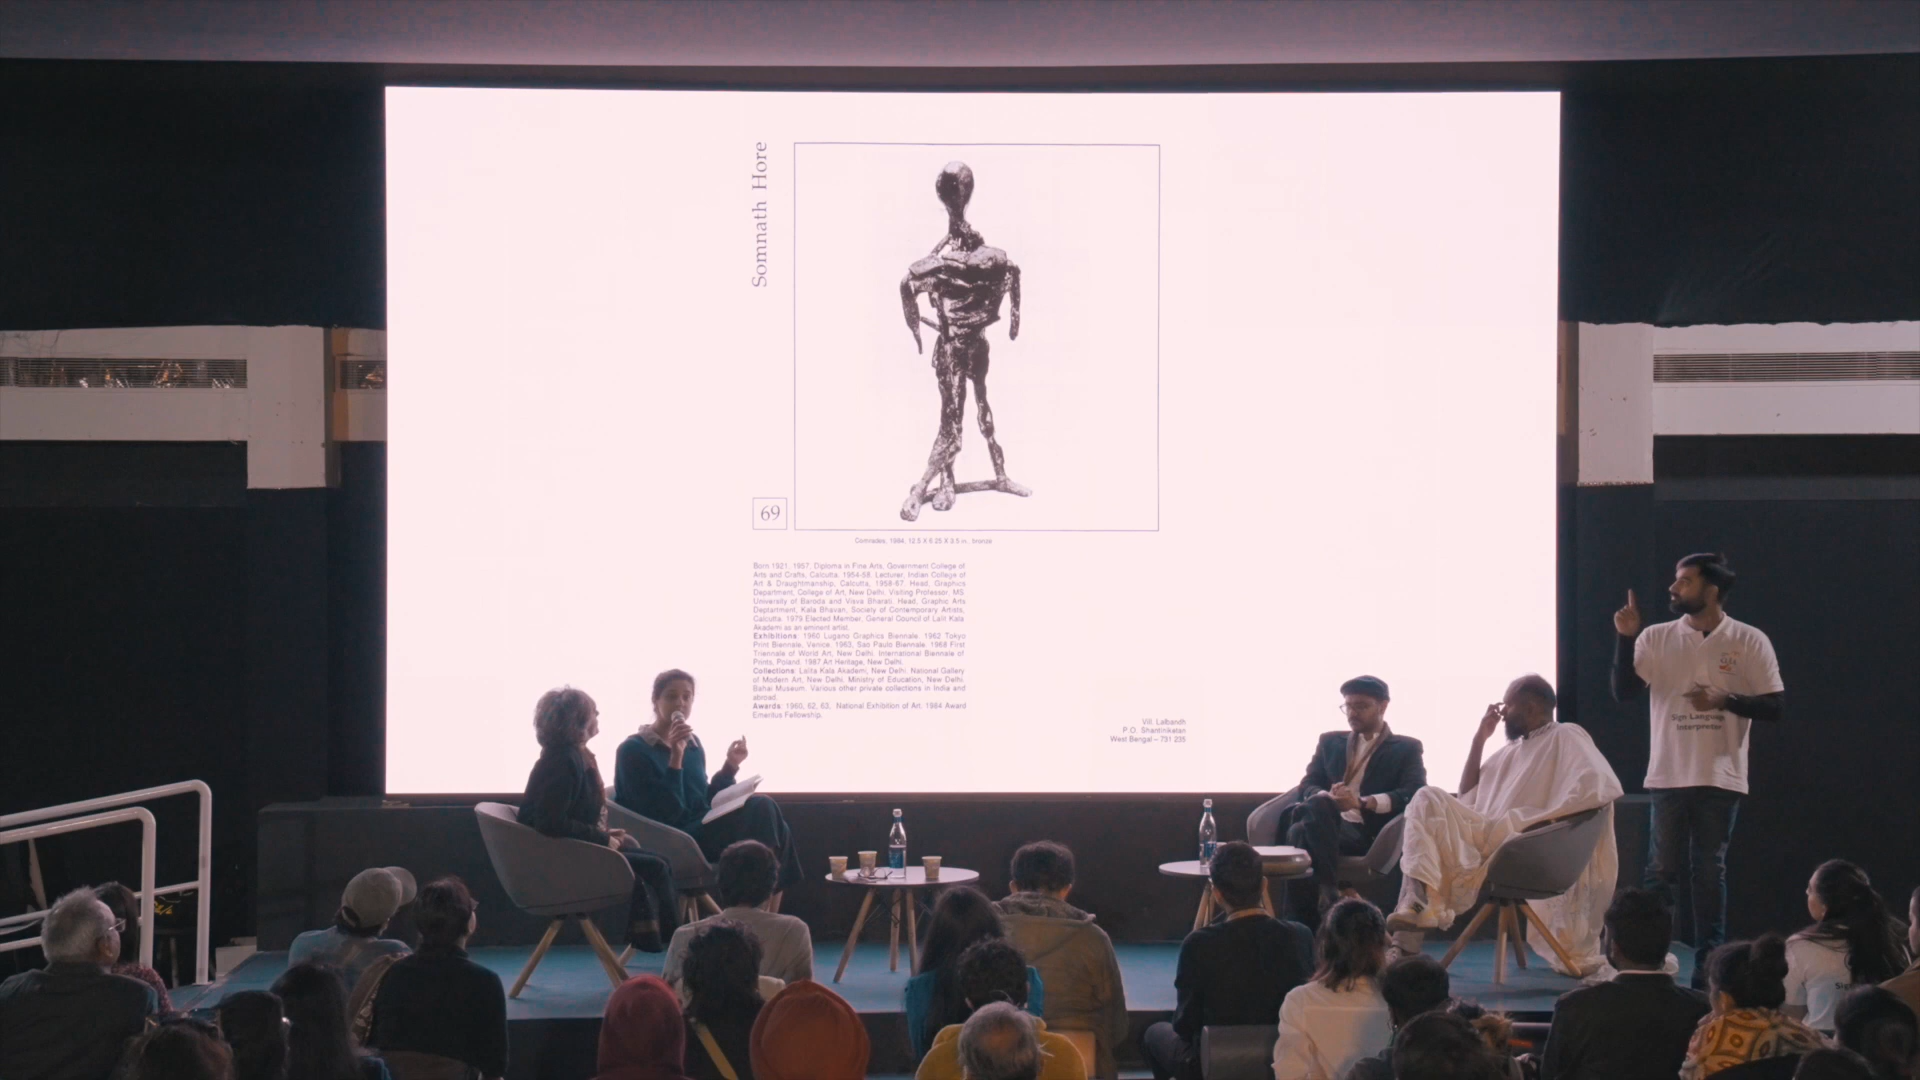 Somnath Hore
69
Comrades, 1984, 12.5 X 6.25 X 3.5 in., bronze
Born 1921. 1957, Diploma in Fine Arts, Government College of
Arts and Crafts, Calcutta. 1954-58, Lecturer, Indian College of
Art & Draughtmanship, Calcutta, 1958-67. Head, Graphics
Department, College of Art, New Delhi. Visiting Professor, MS
University of Baroda and Visva Bharati. Head, Graphic Arts
Deptartment, Kala Bhavan, Society of Contemporary Artists,
Calcutta. 1979 Elected Member, General Council of Lalit Kala
Akademi as an eminent artist.
Exhibitions: 1960 Lugano Graphics Biennale. 1962 Tokyo
Print Biennale, Venice. 1963, Sao Paulo Biennale. 1968 First
Triennale of World Art, New Delhi. International Biennale of
Prints, Poland. 1987 Art Heritage, New Delhi.
Collections: Lalita Kala Akademi, New Delhi. National Gallery
of Modern Art, New Delhi. Ministry of Education, New Delhi.
Bahai Museum. Various other private collections in India and
abroad.
Awards: 1960, 62, 63, National Exhibition of Art. 1984 Award
Emeritus Fellowship.
Vill. Lalbandh
P.O. Shantiniketan
West Bengal – 731 235
Sign Language
Interpreter